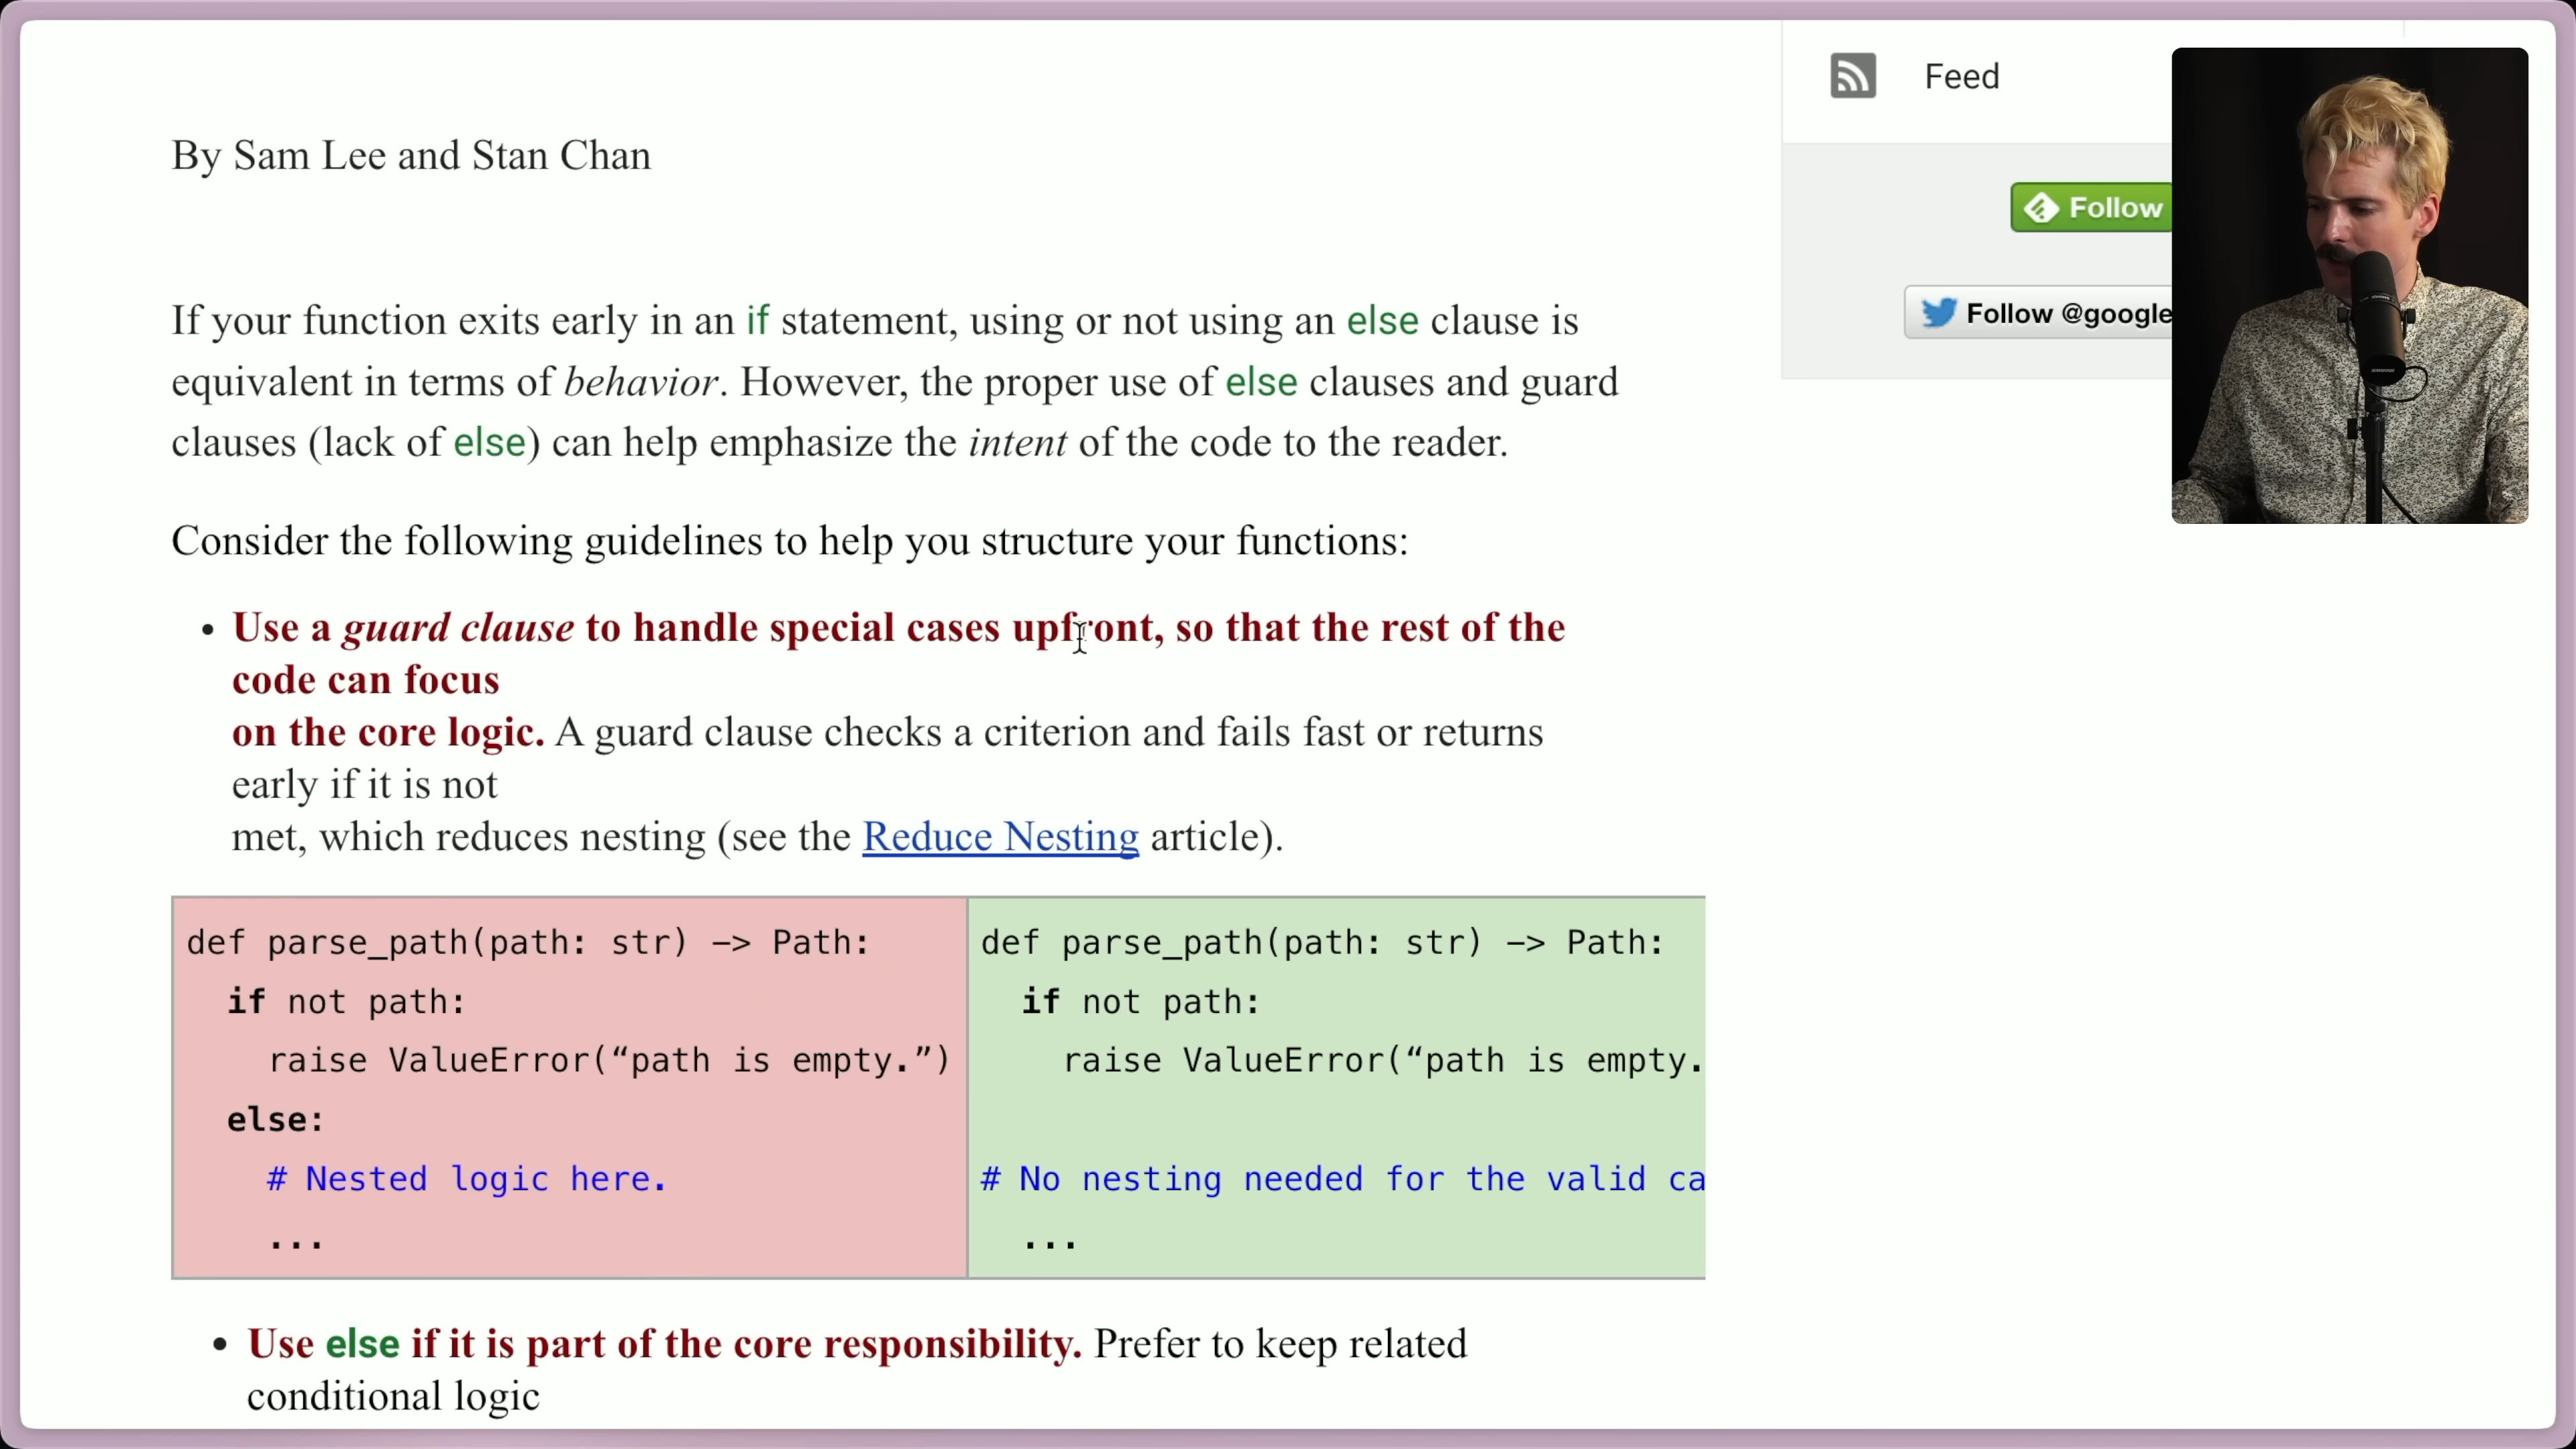 Feed
By Sam Lee and Stan Chan
Follow
Follow @google
If your function exits early in an if statement, using or not using an else clause is
equivalent in terms of behavior. However, the proper use of else clauses and guard
clauses (lack of else) can help emphasize the intent of the code to the reader.
Consider the following guidelines to help you structure your functions:
• Use a guard clause to handle special cases upfront, so that the rest of the
code can focus
on the core logic. A guard clause checks a criterion and fails fast or returns
early if it is not
met, which reduces nesting (see the Reduce Nesting article).
def parse_path(path: str) —> Path:
if not path:
raise ValueError(“path is empty.”)
else:
# Nested logic here.
...
def parse_path(path: str) —> Path:
if not path:
raise ValueError(“path is empty.
# No nesting needed for the valid ca
...
• Use else if it is part of the core responsibility. Prefer to keep related
conditional logic